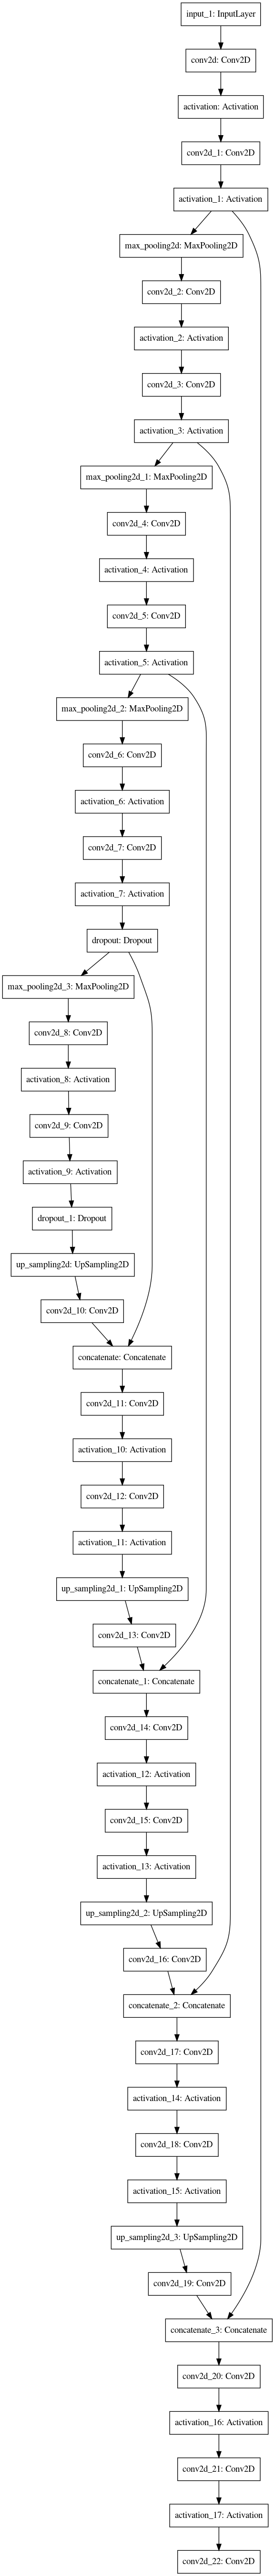 input_1: InputLayer
conv2d: Conv2D
activation: Activation
conv2d_1: Conv2D
activation_1: Activation
max_pooling2d: MaxPooling2D
conv2d_2: Conv2D
activation_2: Activation
conv2d_3: Conv2D
activation_3: Activation
max_pooling2d_1: MaxPooling2D
conv2d_4: Conv2D
activation_4: Activation
conv2d_5: Conv2D
activation_5: Activation
max_pooling2d_2: MaxPooling2D
conv2d_6: Conv2D
activation_6: Activation
conv2d_7: Conv2D
activation_7: Activation
dropout: Dropout
max_pooling2d_3: MaxPooling2D
conv2d_8: Conv2D
activation_8: Activation
conv2d_9: Conv2D
activation_9: Activation
dropout_1: Dropout
up_sampling2d: UpSampling2D
conv2d_10: Conv2D
concatenate: Concatenate
conv2d_11: Conv2D
activation_10: Activation
conv2d_12: Conv2D
activation_11: Activation
up_sampling2d_1: UpSampling2D
conv2d_13: Conv2D
concatenate_1: Concatenate
conv2d_14: Conv2D
activation_12: Activation
conv2d_15: Conv2D
activation_13: Activation
up_sampling2d_2: UpSampling2D
conv2d_16: Conv2D
concatenate_2: Concatenate
conv2d_17: Conv2D
activation_14: Activation
conv2d_18: Conv2D
activation_15: Activation
up_sampling2d_3: UpSampling2D
conv2d_19: Conv2D
concatenate_3: Concatenate
conv2d_20: Conv2D
activation_16: Activation
conv2d_21: Conv2D
activation_17: Activation
conv2d_22: Conv2D